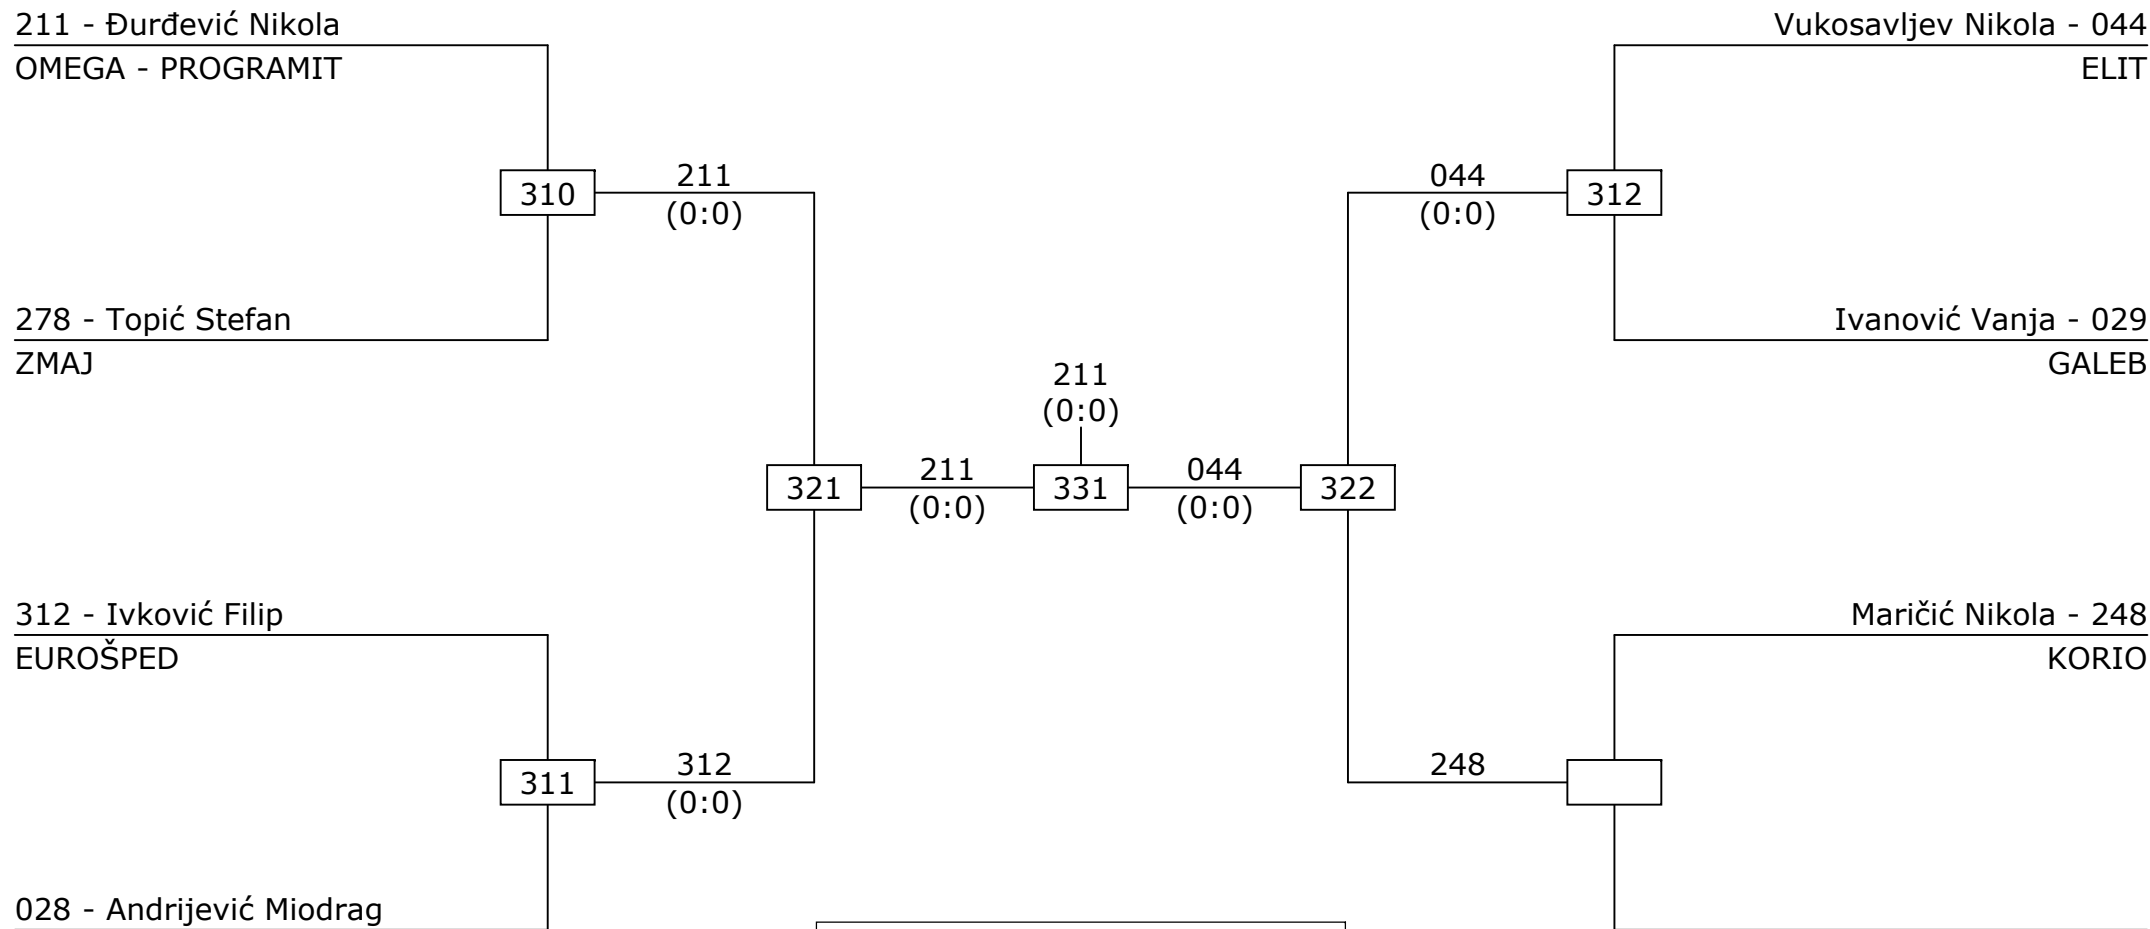 211 - Đurđević Nikola
OMEGA - PROGRAMIT
Vukosavljev Nikola - 044
ELIT
310
211
(0:0)
044
(0:0)
312
278 - Topić Stefan
ZMAJ
Ivanović Vanja - 029
GALEB
211
(0:0)
321
211
(0:0)
331
044
(0:0)
322
312 - Ivković Filip
EUROŠPED
Maričić Nikola - 248
KORIO
311
312
(0:0)
248
028 - Andrijević Miodrag